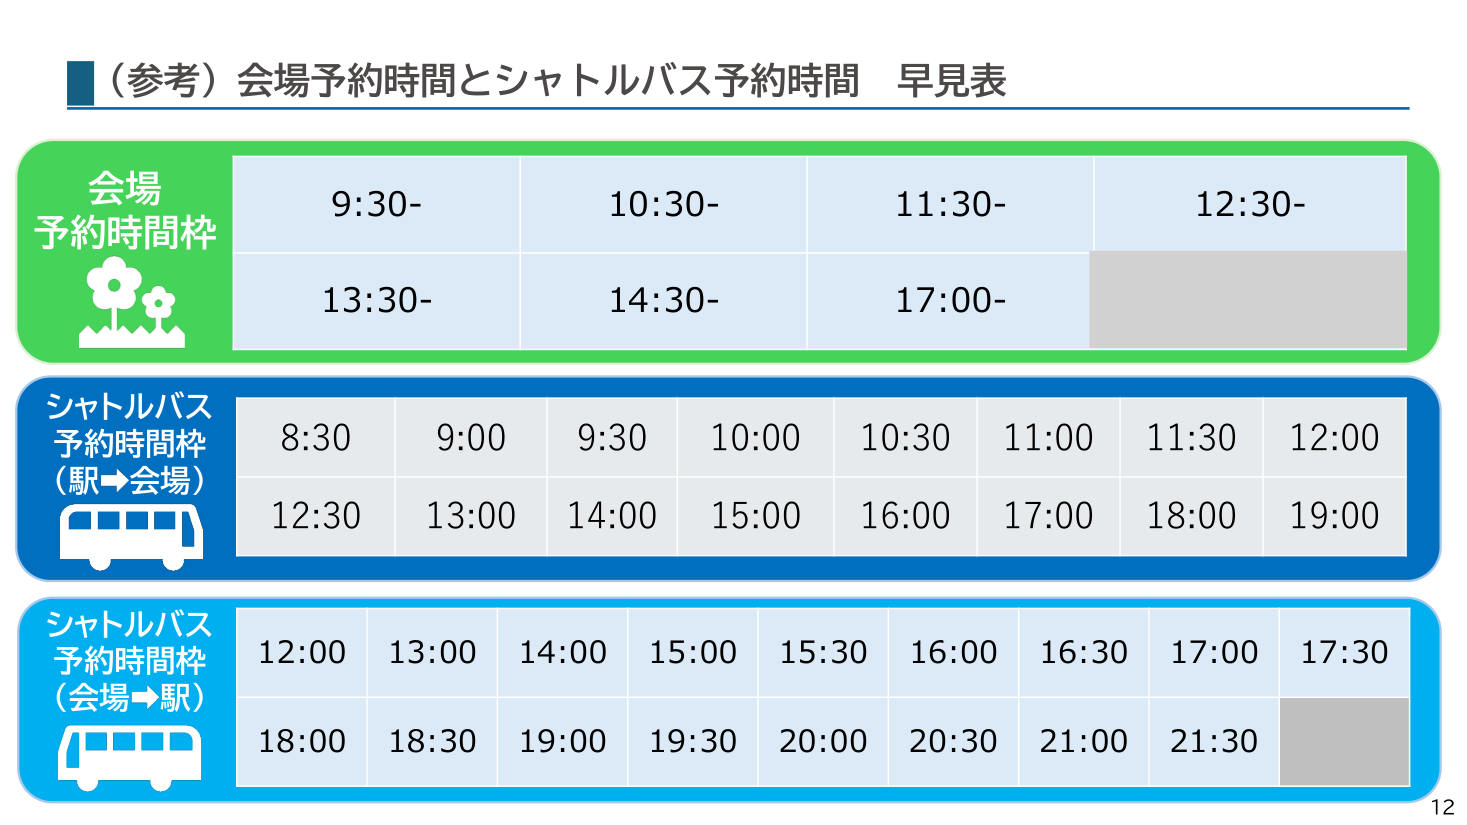 （参考）会場予約時間とシャトルバス予約時間　早見表
会場
予約時間枠
9:30- 10:30- 11:30- 12:30-
13:30- 14:30- 17:00-
シャトルバス
予約時間枠
（駅➡会場）
8:30 9:00 9:30 10:00 10:30 11:00 11:30 12:00
12:30 13:00 14:00 15:00 16:00 17:00 18:00 19:00
シャトルバス
予約時間枠
（会場➡駅）
12:00 13:00 14:00 15:00 15:30 16:00 16:30 17:00 17:30
18:00 18:30 19:00 19:30 20:00 20:30 21:00 21:30
12